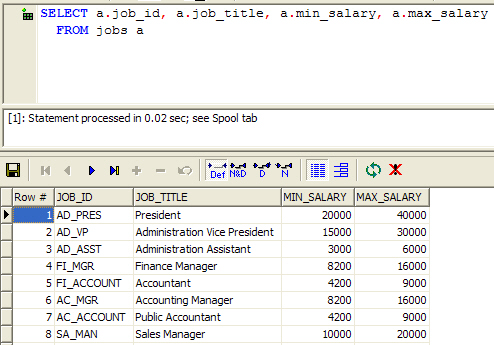 SELECT a.job_id, a.job_title, a.min_salary, a.max_salary
FROM jobs a
[1]: Statement processed in 0.02 sec; see Spool tab
Def N&D D N
Row # JOB_ID JOB_TITLE MIN_SALARY MAX_SALARY
1 AD_PRES President 20000 40000
2 AD_VP Administration Vice President 15000 30000
3 AD_ASST Administration Assistant 3000 6000
4 FI_MGR Finance Manager 8200 16000
5 FI_ACCOUNT Accountant 4200 9000
6 AC_MGR Accounting Manager 8200 16000
7 AC_ACCOUNT Public Accountant 4200 9000
8 SA_MAN Sales Manager 10000 20000